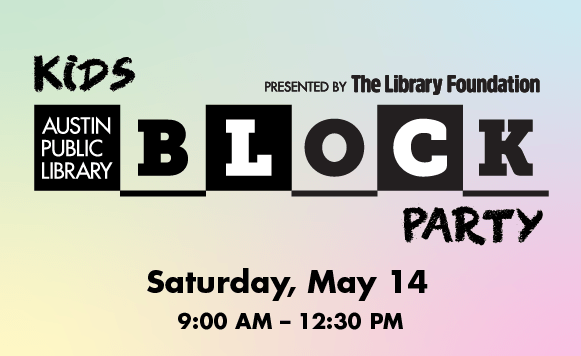 KiDS
PRESENTED BY The Library Foundation
AUSTIN
PUBLIC
LIBRARY
BLOCK
PARTY
Saturday, May 14
9:00 AM – 12:30 PM